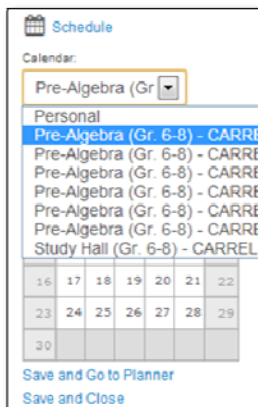 Schedule
Calendar:
Pre-Algebra (Gr
Personal
Pre-Algebra (Gr. 6-8) - CARRE
Pre-Algebra (Gr. 6-8) - CARRE
Pre-Algebra (Gr. 6-8) - CARRE
Pre-Algebra (Gr. 6-8) - CARRE
Pre-Algebra (Gr. 6-8) - CARRE
Pre-Algebra (Gr. 6-8) - CARRE
Study Hall (Gr. 6-8) - CARREL
16 17 18 19 20 21 22
23 24 25 26 27 28 29
30
Save and Go to Planner
Save and Close